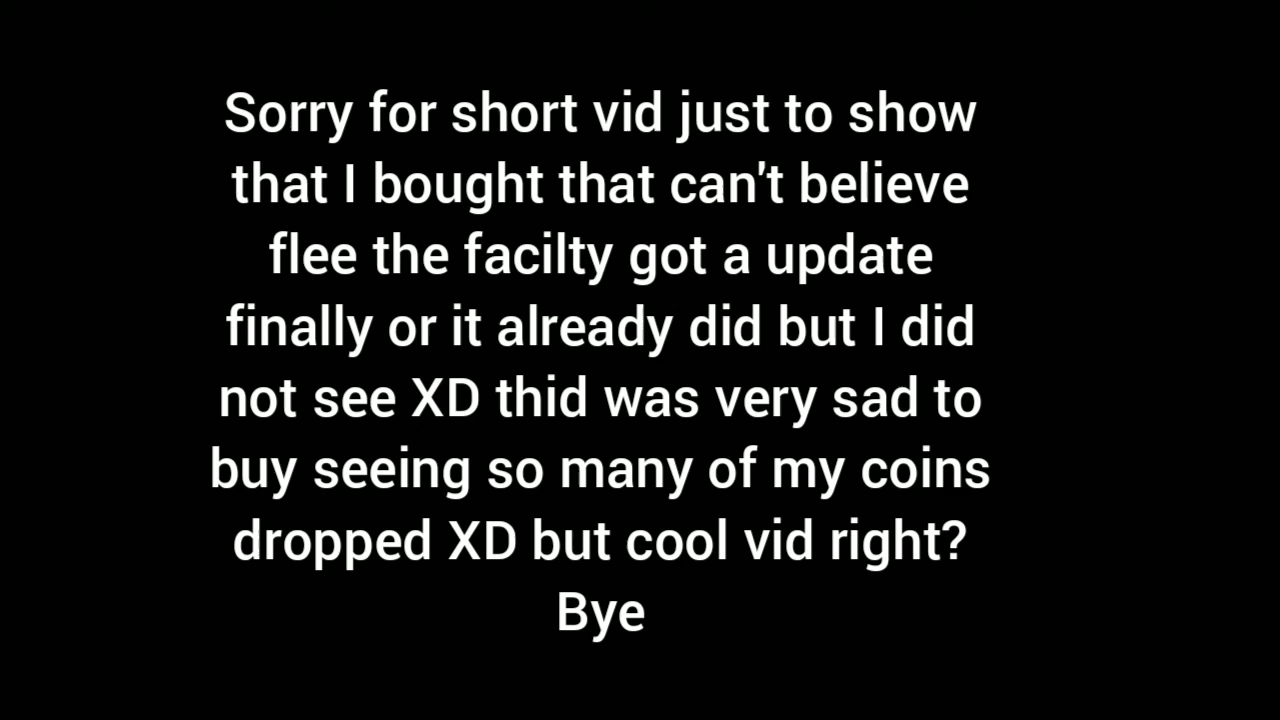 Sorry for short vid just to show
that I bought that can't believe
flee the facilty got a update
finally or it already did but I did
not see XD thid was very sad to
buy seeing so many of my coins
dropped XD but cool vid right?
Bye